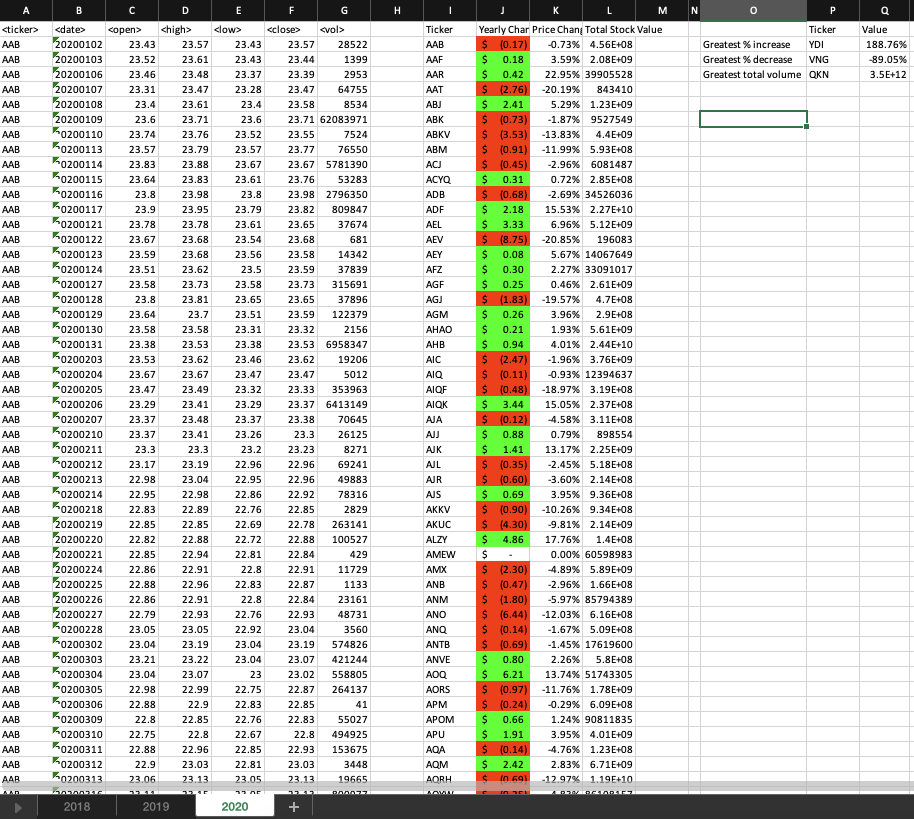 A B C D E F G H I J K L M N O P Q
<ticker> <date> <open> <high> <low> <close> <vol> Ticker Yearly Chan Price Chang Total Stock Value Ticker Value
AAB 20200102 23.43 23.57 23.43 23.57 28522 AAB $ (0.17) -0.73% 4.56E+08 Greatest % increase YDI 188.76%
AAB 20200103 23.52 23.61 23.43 23.44 1399 AAF $ 0.18 3.59% 2.08E+09 Greatest % decrease VNG -89.05%
AAB 20200106 23.46 23.48 23.37 23.39 2953 AAR $ 0.42 22.95% 39905528 Greatest total volume QKN 3.5E+12
AAB 20200107 23.31 23.47 23.28 23.47 64755 AAT $ (2.76) -20.19% 843410
AAB 20200108 23.4 23.61 23.4 23.58 8534 ABJ $ 2.41 5.29% 1.23E+09
AAB 20200109 23.6 23.71 23.6 23.71 62083971 ABK $ (0.73) -1.87% 9527549
AAB 20200110 23.74 23.76 23.52 23.55 7524 ABKV $ (3.53) -13.83% 4.4E+09
AAB 20200113 23.57 23.79 23.57 23.77 76550 ABM $ (0.91) -11.99% 5.93E+08
AAB 20200114 23.83 23.88 23.67 23.67 5781390 ACJ $ (0.45) -2.96% 6081487
AAB 20200115 23.64 23.83 23.61 23.76 53283 ACYQ $ 0.31 0.72% 2.85E+08
AAB 20200116 23.8 23.98 23.8 23.98 2796350 ADB $ (0.68) -2.69% 34526036
AAB 20200117 23.9 23.95 23.79 23.82 809847 ADF $ 2.18 15.53% 2.27E+10
AAB 20200121 23.78 23.78 23.61 23.65 37674 AEL $ 3.33 6.96% 5.12E+09
AAB 20200122 23.67 23.68 23.54 23.68 681 AEV $ (8.75) -20.85% 196083
AAB 20200123 23.59 23.68 23.56 23.58 14342 AEY $ 0.08 5.67% 14067649
AAB 20200124 23.51 23.62 23.5 23.59 37839 AFZ $ 0.30 2.27% 33091017
AAB 20200127 23.58 23.73 23.58 23.73 315691 AGF $ 0.25 0.46% 2.61E+09
AAB 20200128 23.8 23.81 23.65 23.65 37896 AGJ $ (1.83) -19.57% 4.7E+08
AAB 20200129 23.64 23.7 23.51 23.59 122379 AGM $ 0.26 3.96% 2.9E+08
AAB 20200130 23.58 23.58 23.31 23.32 2156 AHAO $ 0.21 1.93% 5.61E+09
AAB 20200131 23.38 23.53 23.38 23.53 6958347 AHB $ 0.94 4.01% 2.44E+10
AAB 20200203 23.53 23.62 23.46 23.62 19206 AIC $ (2.47) -1.96% 3.76E+09
AAB 20200204 23.67 23.67 23.47 23.47 5012 AIQ $ (0.11) -0.93% 12394637
AAB 20200205 23.47 23.49 23.32 23.33 353963 AIQF $ (0.48) -18.97% 3.19E+08
AAB 20200206 23.29 23.41 23.29 23.37 6413149 AIQK $ 3.44 15.05% 2.37E+08
AAB 20200207 23.37 23.48 23.37 23.38 70645 AJA $ (0.12) -4.58% 3.11E+08
AAB 20200210 23.37 23.41 23.26 23.3 26125 AJJ $ 0.88 0.79% 898554
AAB 20200211 23.3 23.3 23.2 23.23 8271 AJK $ 1.41 13.17% 2.25E+09
AAB 20200212 23.17 23.19 22.96 22.96 69241 AJL $ (0.35) -2.45% 5.18E+08
AAB 20200213 22.98 23.04 22.95 22.96 49883 AJR $ (0.60) -3.60% 2.14E+08
AAB 20200214 22.95 22.98 22.86 22.92 78316 AJS $ 0.69 3.95% 9.36E+08
AAB 20200218 22.83 22.89 22.76 22.85 2829 AKKV $ (0.90) -10.26% 9.34E+08
AAB 20200219 22.85 22.85 22.69 22.78 263141 AKUC $ (4.30) -9.81% 2.14E+09
AAB 20200220 22.82 22.88 22.72 22.88 100527 ALZY $ 4.86 17.76% 1.4E+08
AAB 20200221 22.85 22.94 22.81 22.84 429 AMEW $ - 0.00% 60598983
AAB 20200224 22.86 22.91 22.8 22.91 11729 AMX $ (2.30) -4.89% 5.89E+09
AAB 20200225 22.88 22.96 22.83 22.87 1133 ANB $ (0.47) -2.96% 1.66E+08
AAB 20200226 22.86 22.91 22.8 22.84 23161 ANM $ (1.80) -5.97% 85794389
AAB 20200227 22.79 22.93 22.76 22.93 48731 ANO $ (6.44) -12.03% 6.16E+08
AAB 20200228 23.05 23.05 22.92 23.04 3560 ANQ $ (0.14) -1.67% 5.09E+08
AAB 20200302 23.04 23.19 23.04 23.19 574826 ANTB $ (0.69) -1.45% 17619600
AAB 20200303 23.21 23.22 23.04 23.07 421244 ANVE $ 0.80 2.26% 5.8E+08
AAB 20200304 23.04 23.07 23 23.02 558805 AOQ $ 6.21 13.74% 51743305
AAB 20200305 22.98 22.99 22.75 22.87 264137 AORS $ (0.97) -11.76% 1.78E+09
AAB 20200306 22.88 22.9 22.83 22.85 41 APM $ (0.24) -0.29% 6.09E+08
AAB 20200309 22.8 22.85 22.76 22.83 55027 APOM $ 0.66 1.24% 90811835
AAB 20200310 22.75 22.8 22.67 22.8 494925 APU $ 1.91 3.95% 4.01E+09
AAB 20200311 22.88 22.96 22.85 22.93 153675 AQA $ (0.14) -4.76% 1.23E+08
AAB 20200312 22.9 23.03 22.81 23.03 3448 AQM $ 2.42 2.83% 6.71E+09
AAB 20200313 23.06 23.13 23.05 23.13 19665 AQRH $ (0.69) -12.97% 1.19E+10
2018 2019 2020 +